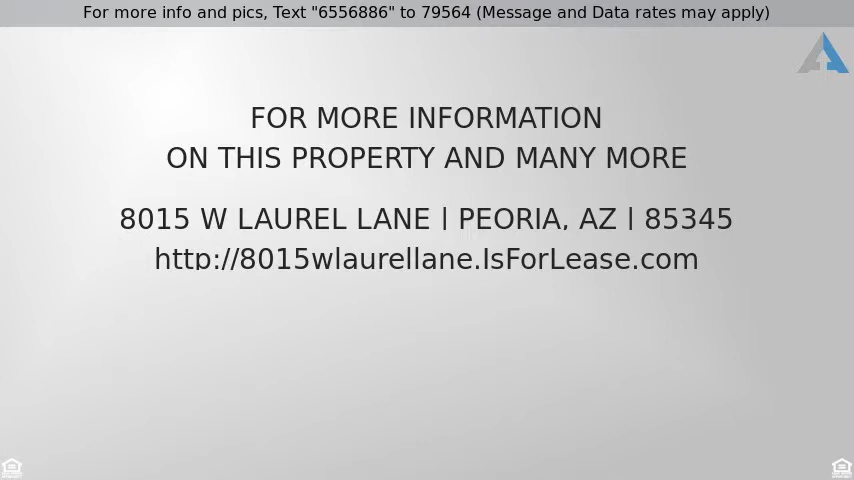 For more info and pics, Text "6556886" to 79564 (Message and Data rates may apply)
FOR MORE INFORMATION
ON THIS PROPERTY AND MANY MORE
8015 W LAUREL LANE | PEORIA, AZ | 85345
http://8015wlaurellane.IsForLease.com